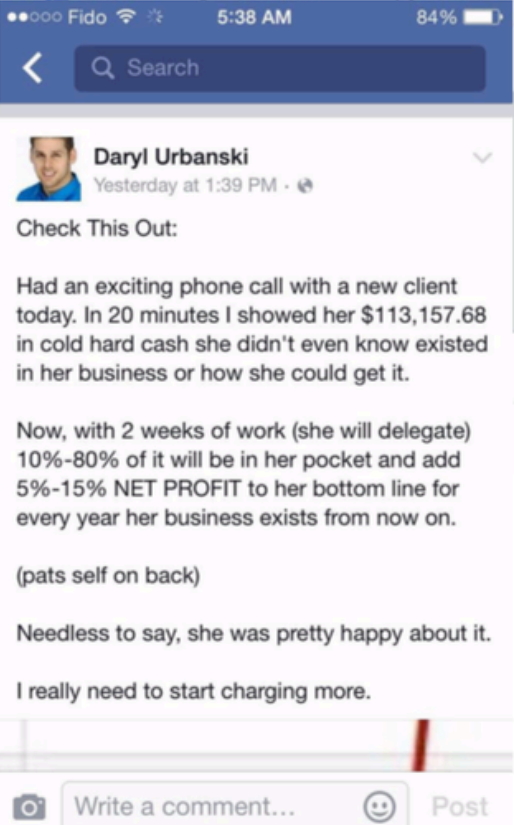 Fido 5:38 AM 84%
Search
Daryl Urbanski
Yesterday at 1:39 PM ·
Check This Out:
Had an exciting phone call with a new client
today. In 20 minutes I showed her $113,157.68
in cold hard cash she didn't even know existed
in her business or how she could get it.
Now, with 2 weeks of work (she will delegate)
10%-80% of it will be in her pocket and add
5%-15% NET PROFIT to her bottom line for
every year her business exists from now on.
(pats self on back)
Needless to say, she was pretty happy about it.
I really need to start charging more.
Write a comment... Post